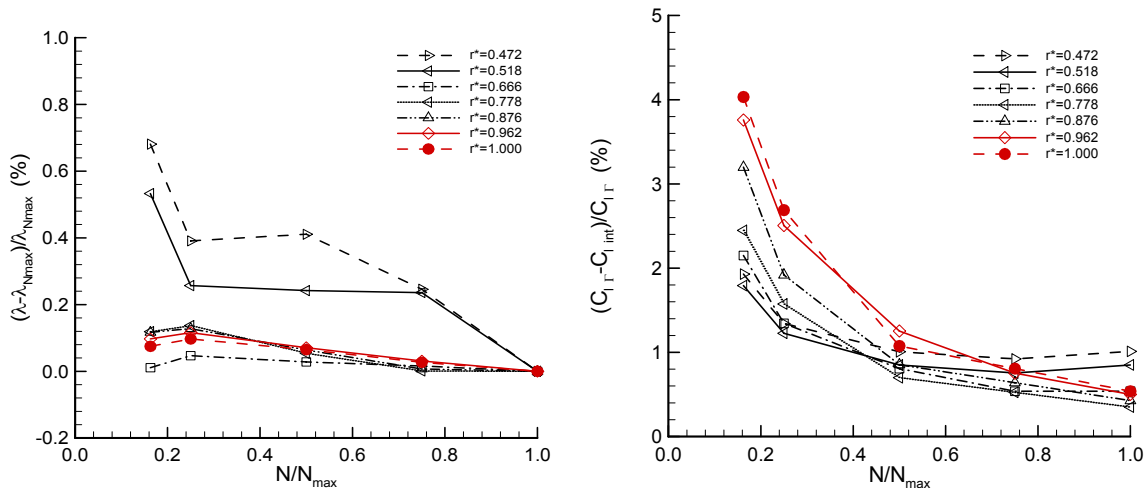 1.0
0.8
0.6
0.4
0.2
0.0
-0.2
0.0
0.2
0.4
0.6
0.8
1.0
N/Nmax
(λ-λNmax)/λNmax (%)
r*=0.472
r*=0.518
r*=0.666
r*=0.778
r*=0.876
r*=0.962
r*=1.000
5
4
3
2
1
0
0.0
0.2
0.4
0.6
0.8
1.0
N/Nmax
(Cl Γ-Cl int)/Cl Γ (%)
r*=0.472
r*=0.518
r*=0.666
r*=0.778
r*=0.876
r*=0.962
r*=1.000